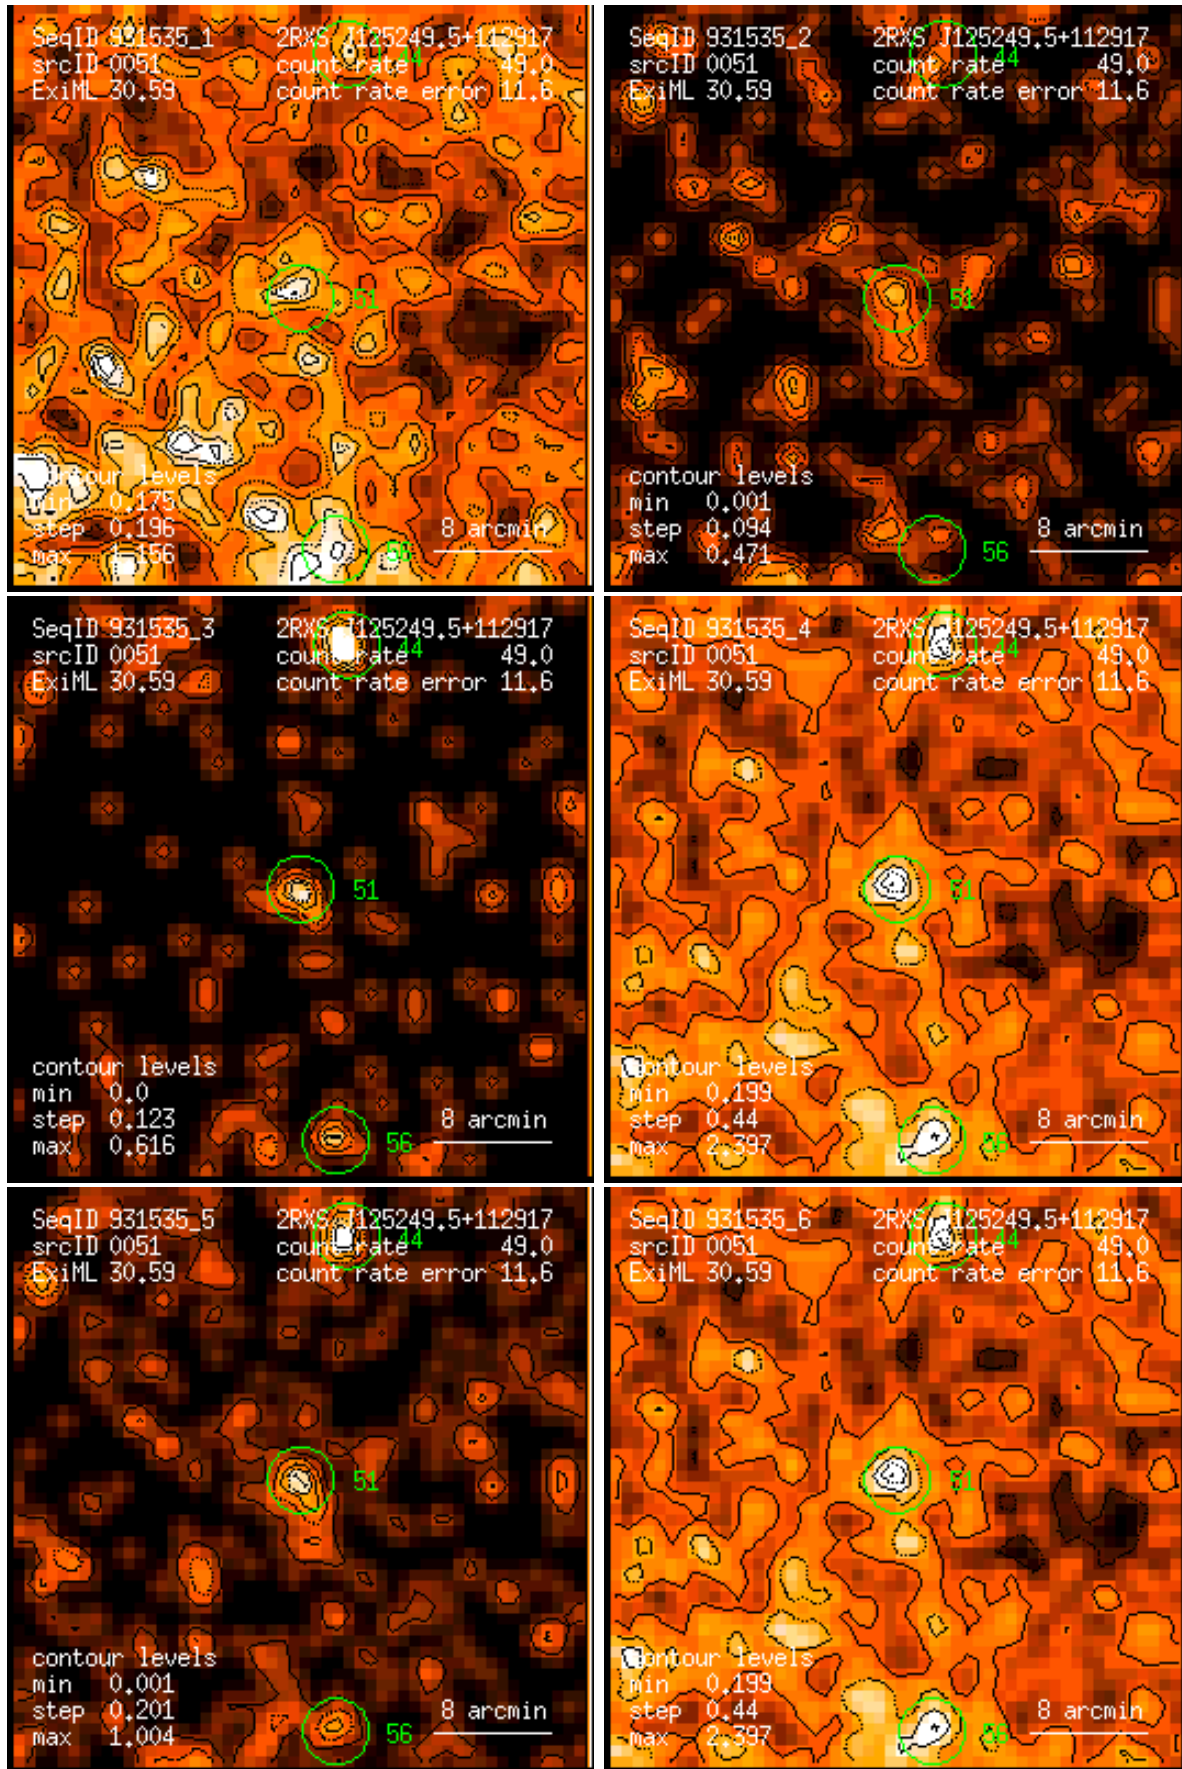 SeqID 931535_1 2RXS J125249.5+112917
srcID 0051 count rate 49.0
44
ExiML 30.59 count rate error 11.6
51
contour levels
min 0.175
step 0.196 8 arcmin
max 1.156
56
SeqID 931535_2 2RXS J125249.5+112917
srcID 0051 count rate 49.0
44
ExiML 30.59 count rate error 11.6
51
contour levels
min 0.001
step 0.094 8 arcmin
max 0.471
56
SeqID 931535_3 2RXS J125249.5+112917
srcID 0051 count rate 49.0
44
ExiML 30.59 count rate error 11.6
51
contour levels
min 0.0
step 0.123 8 arcmin
max 0.616
56
SeqID 931535_4 2RXS J125249.5+112917
srcID 0051 count rate 49.0
44
ExiML 30.59 count rate error 11.6
51
contour levels
min 0.199
step 0.44 8 arcmin
max 2.397
56
SeqID 931535_5 2RXS J125249.5+112917
srcID 0051 count rate 49.0
44
ExiML 30.59 count rate error 11.6
51
contour levels
min 0.001
step 0.201 8 arcmin
max 1.004
56
SeqID 931535_6 2RXS J125249.5+112917
srcID 0051 count rate 49.0
44
ExiML 30.59 count rate error 11.6
51
contour levels
min 0.199
step 0.44 8 arcmin
max 2.397
56